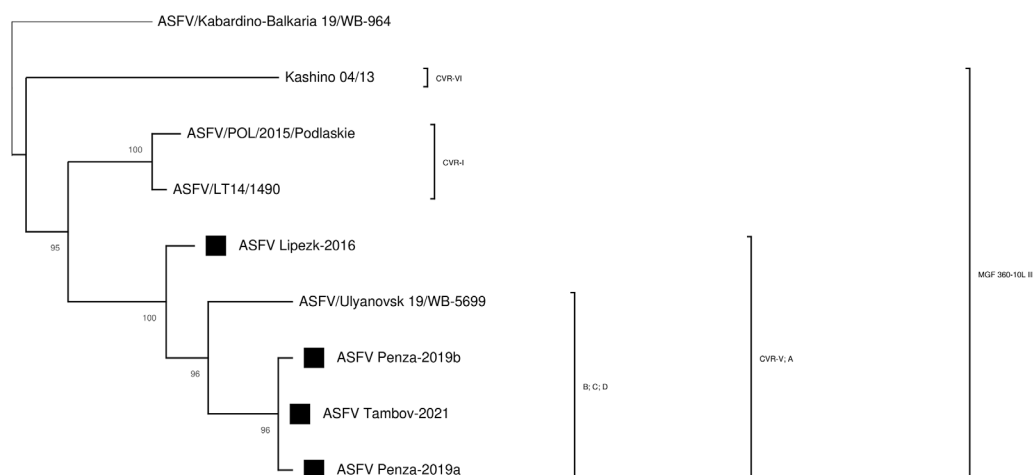 ASFV/Kabardino-Balkaria 19/WB-964
Kashino 04/13
CVR-VI
ASFV/POL/2015/Podlaskie
100
CVR-I
ASFV/LT14/1490
95
ASFV Lipezk-2016
MGF 360-10L II
ASFV/Ulyanovsk 19/WB-5699
100
ASFV Penza-2019b
CVR-V; A
96
B; C; D
ASFV Tambov-2021
96
ASFV Penza-2019a